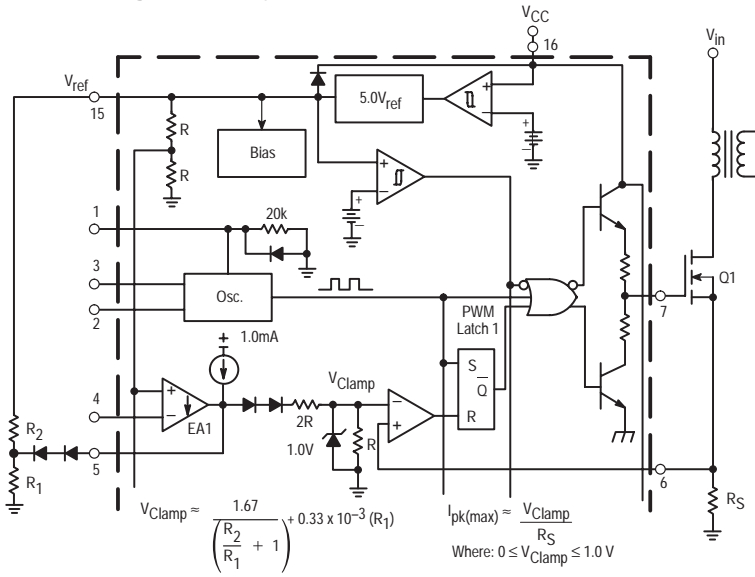 V_CC
16
V_in
V_ref
15
R
R
Bias
5.0V_ref
+
–
+
–
+
–
+
–
1
20k
3
2
Osc.
+
1.0mA
PWM
Latch 1
S
Q̅
R
7
Q1
4
+
–
EA1
V_Clamp
2R
1.0V
R
–
+
R_2
5
R_1
6
R_S
V_Clamp ≈ 1.67 / (R_2/R_1 + 1) + 0.33 x 10^–3 (R_1)
I_pk(max) ≈ V_Clamp / R_S
Where: 0 ≤ V_Clamp ≤ 1.0 V